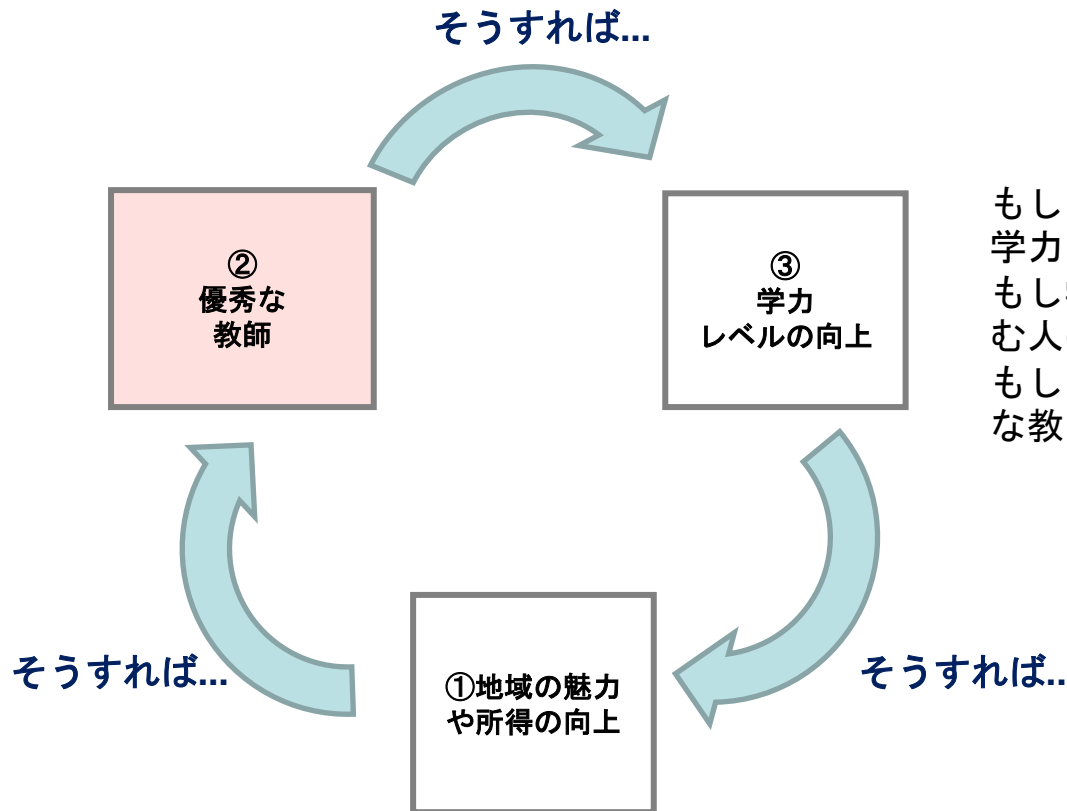 そうすれば...
②
優秀な
教師
③
学力
レベルの向上
もし
学力
もし
む人
もし
な教
そうすれば...
①地域の魅力
や所得の向上
そうすれば...